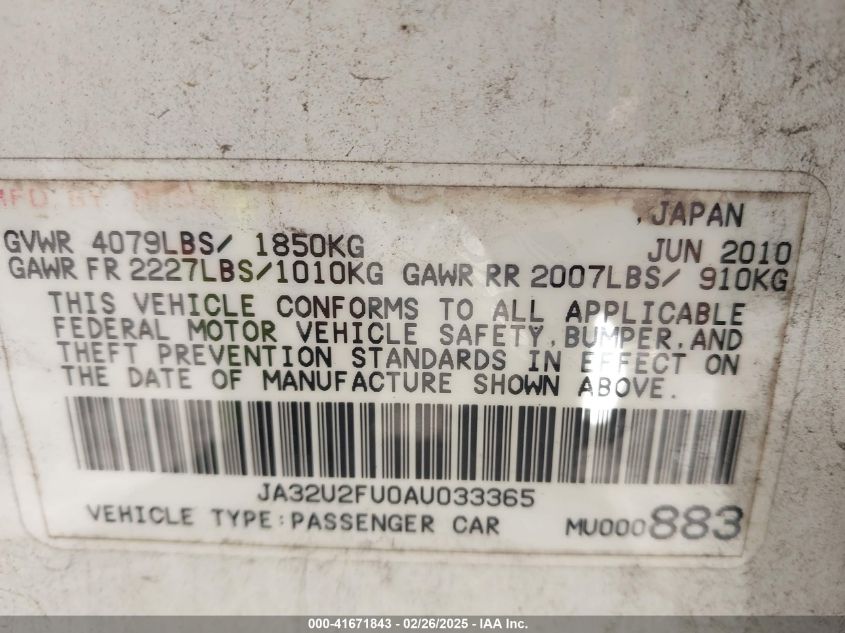 MFD BY
, JAPAN
GVWR 4079LBS/ 1850KG JUN 2010
GAWR FR 2227LBS/1010KG GAWR RR 2007LBS/ 910KG
THIS VEHICLE CONFORMS TO ALL APPLICABLE
FEDERAL MOTOR VEHICLE SAFETY, BUMPER, AND
THEFT PREVENTION STANDARDS IN EFFECT ON
THE DATE OF MANUFACTURE SHOWN ABOVE.
JA32U2FU0AU033365
VEHICLE TYPE:PASSENGER CAR MU000883
000-41671843 - 02/26/2025 - IAA Inc.